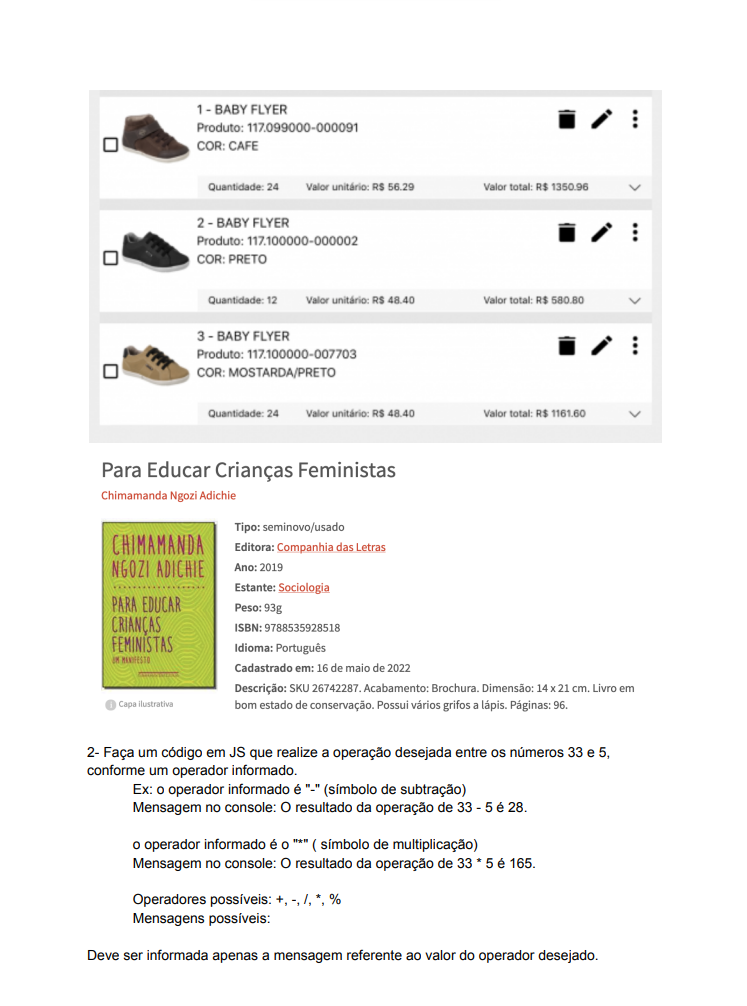 1 - BABY FLYER
Produto: 117.099000-000091
COR: CAFE
Quantidade: 24 Valor unitário: R$ 56.29 Valor total: R$ 1350.96
2 - BABY FLYER
Produto: 117.100000-000002
COR: PRETO
Quantidade: 12 Valor unitário: R$ 48.40 Valor total: R$ 580.80
3 - BABY FLYER
Produto: 117.100000-007703
COR: MOSTARDA/PRETO
Quantidade: 24 Valor unitário: R$ 48.40 Valor total: R$ 1161.60
Para Educar Crianças Feministas
Chimamanda Ngozi Adichie
CHIMAMANDA
NGOZI ADICHIE
PARA EDUCAR
CRIANÇAS
FEMINISTAS
UM MANIFESTO
Capa ilustrativa
Tipo: seminovo/usado
Editora: Companhia das Letras
Ano: 2019
Estante: Sociologia
Peso: 93g
ISBN: 9788535928518
Idioma: Português
Cadastrado em: 16 de maio de 2022
Descrição: SKU 26742287. Acabamento: Brochura. Dimensão: 14 x 21 cm. Livro em
bom estado de conservação. Possui vários grifos a lápis. Páginas: 96.
2- Faça um código em JS que realize a operação desejada entre os números 33 e 5,
conforme um operador informado.
Ex: o operador informado é "-" (símbolo de subtração)
Mensagem no console: O resultado da operação de 33 - 5 é 28.
o operador informado é o "*" ( símbolo de multiplicação)
Mensagem no console: O resultado da operação de 33 * 5 é 165.
Operadores possíveis: +, -, /, *, %
Mensagens possíveis:
Deve ser informada apenas a mensagem referente ao valor do operador desejado.